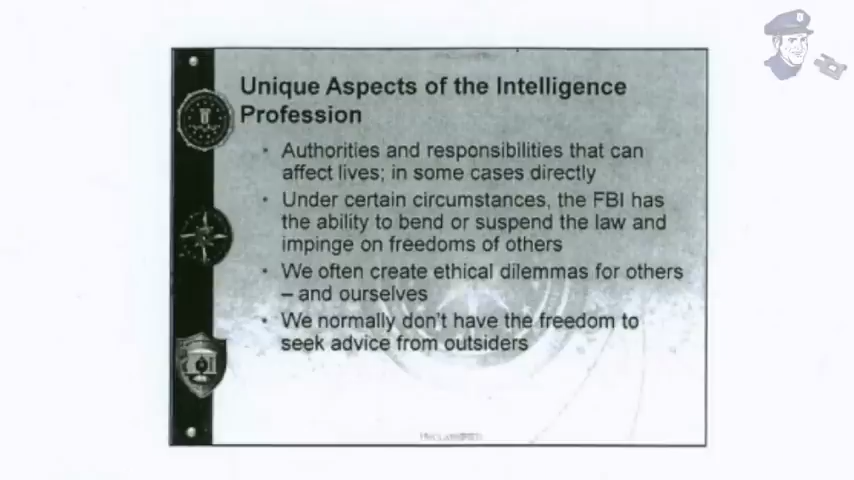 Unique Aspects of the Intelligence
Profession
· Authorities and responsibilities that can
affect lives; in some cases directly
· Under certain circumstances, the FBI has
the ability to bend or suspend the law and
impinge on freedoms of others
· We often create ethical dilemmas for others
– and ourselves
· We normally don't have the freedom to
seek advice from outsiders